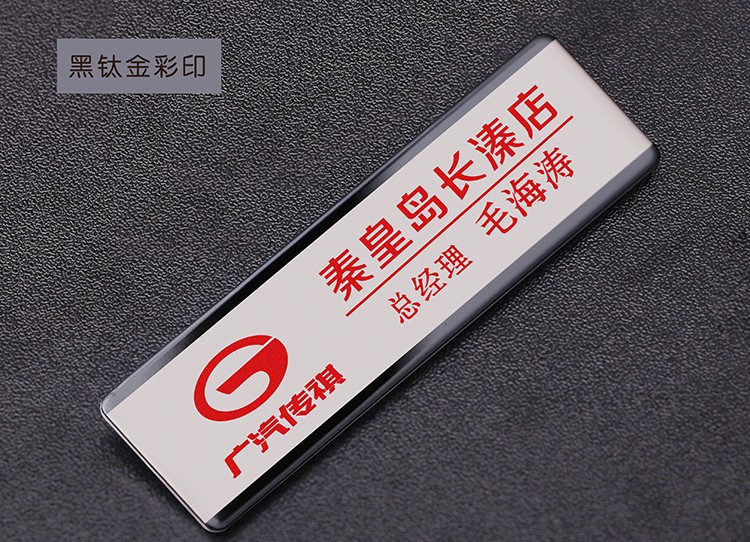 黑钛金彩印
秦皇岛长溱店
总经理 毛海涛
广汽传祺